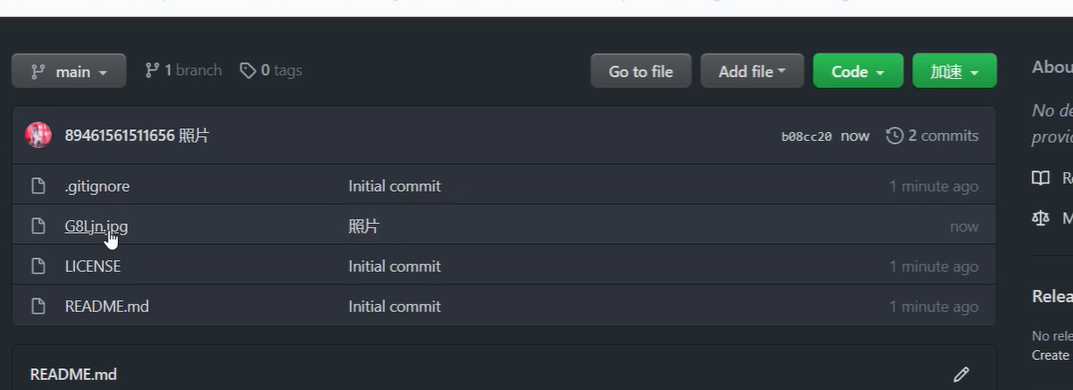 main 1 branch 0 tags Go to file Add file Code 加速
89461561511656 照片 b08cc20 now 2 commits
.gitignore Initial commit 1 minute ago
G8Ljn.jpg 照片 now
LICENSE Initial commit 1 minute ago
README.md Initial commit 1 minute ago
README.md
Abou
No de
provid
R
M
Relea
No rele
Create